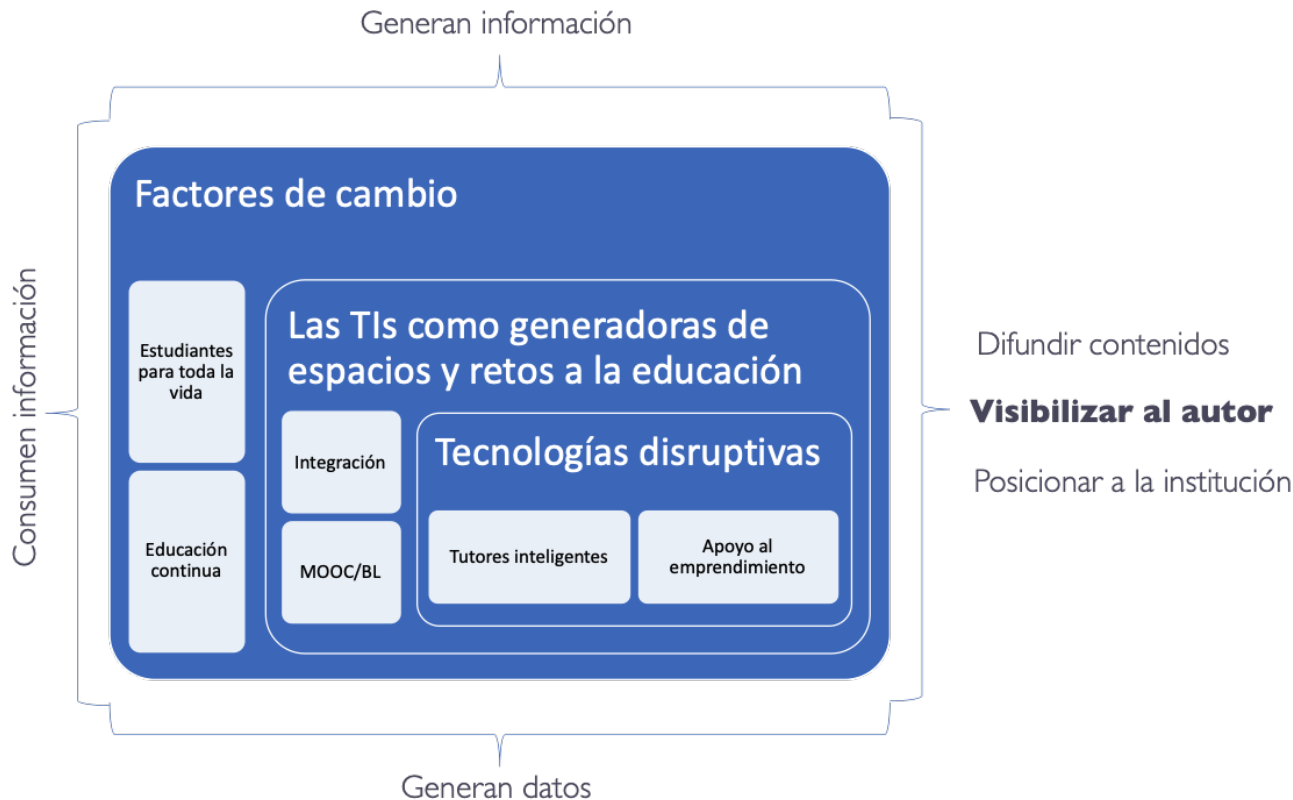 Generan información
Factores de cambio
Consumen información
Estudiantes
para toda la
vida
Educación
continua
Las TIs como generadoras de
espacios y retos a la educación
Integración
MOOC/BL
Tecnologías disruptivas
Tutores inteligentes
Apoyo al
emprendimiento
Difundir contenidos
Visibilizar al autor
Posicionar a la institución
Generan datos